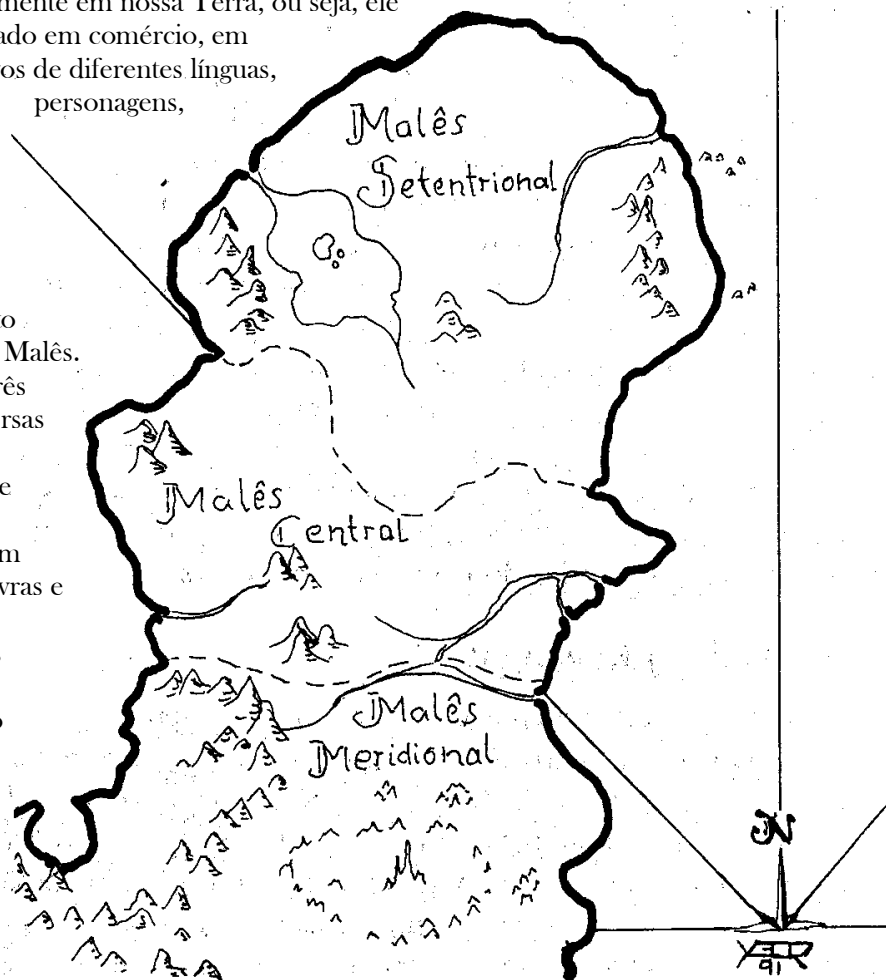 mente em nossa Terra, ou seja, ele
ado em comércio, em
os de diferentes línguas,
personagens,
Malês
Setentrional
o
Malês.
rês
rsas
e
m
vras e
Malês
Central
Malês
Meridional
N
91